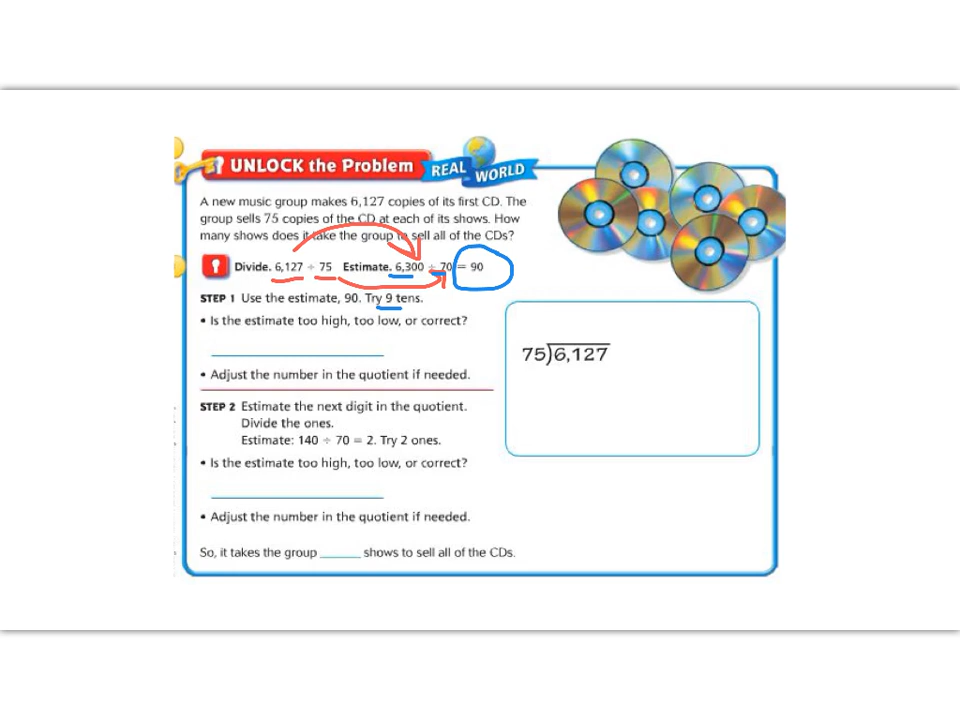 UNLOCK the Problem REAL WORLD
A new music group makes 6,127 copies of its first CD. The
group sells 75 copies of the CD at each of its shows. How
many shows does it take the group to sell all of the CDs?
Divide. 6,127 ÷ 75 Estimate. 6,300 ÷ 70 = 90
STEP 1 Use the estimate, 90. Try 9 tens.
• Is the estimate too high, too low, or correct?
• Adjust the number in the quotient if needed.
75)6,127
STEP 2 Estimate the next digit in the quotient.
Divide the ones.
Estimate: 140 ÷ 70 = 2. Try 2 ones.
• Is the estimate too high, too low, or correct?
• Adjust the number in the quotient if needed.
So, it takes the group ______ shows to sell all of the CDs.